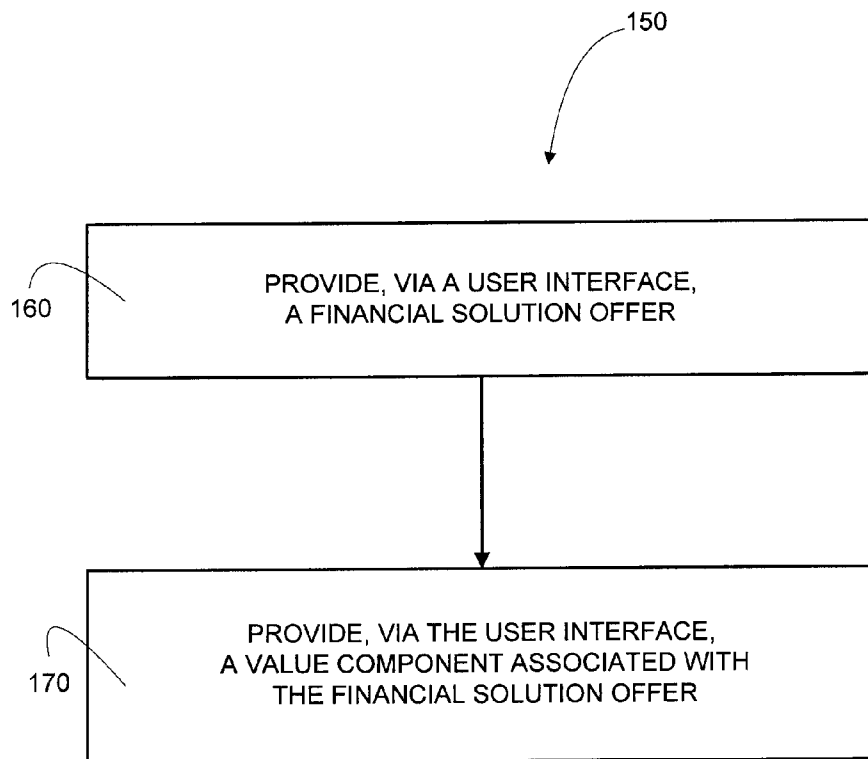 150
PROVIDE, VIA A USER INTERFACE,
A FINANCIAL SOLUTION OFFER
160
PROVIDE, VIA THE USER INTERFACE,
A VALUE COMPONENT ASSOCIATED WITH
THE FINANCIAL SOLUTION OFFER
170